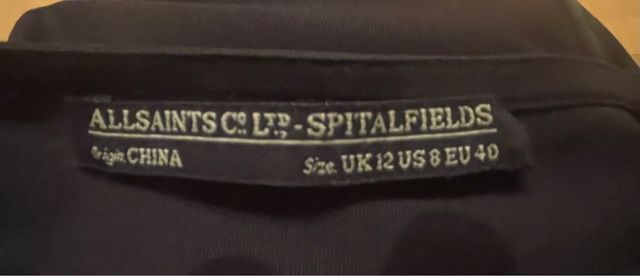 ALLSAINTS Cº. LTD. - SPITALFIELDS
Origin. CHINA Size. UK 12 US 8 EU 40